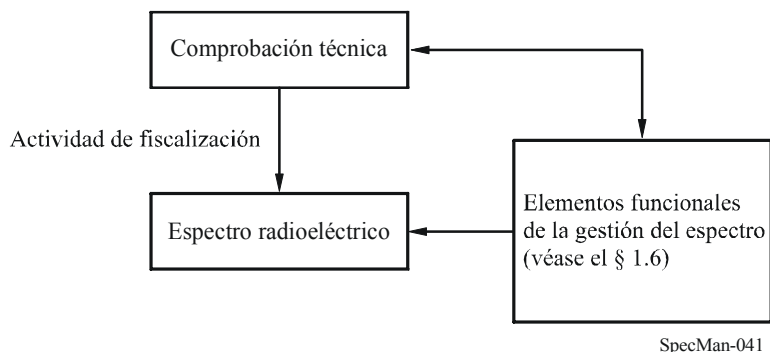 Comprobación técnica
Actividad de fiscalización
Espectro radioeléctrico
Elementos funcionales
de la gestión del espectro
(véase el § 1.6)
SpecMan-041